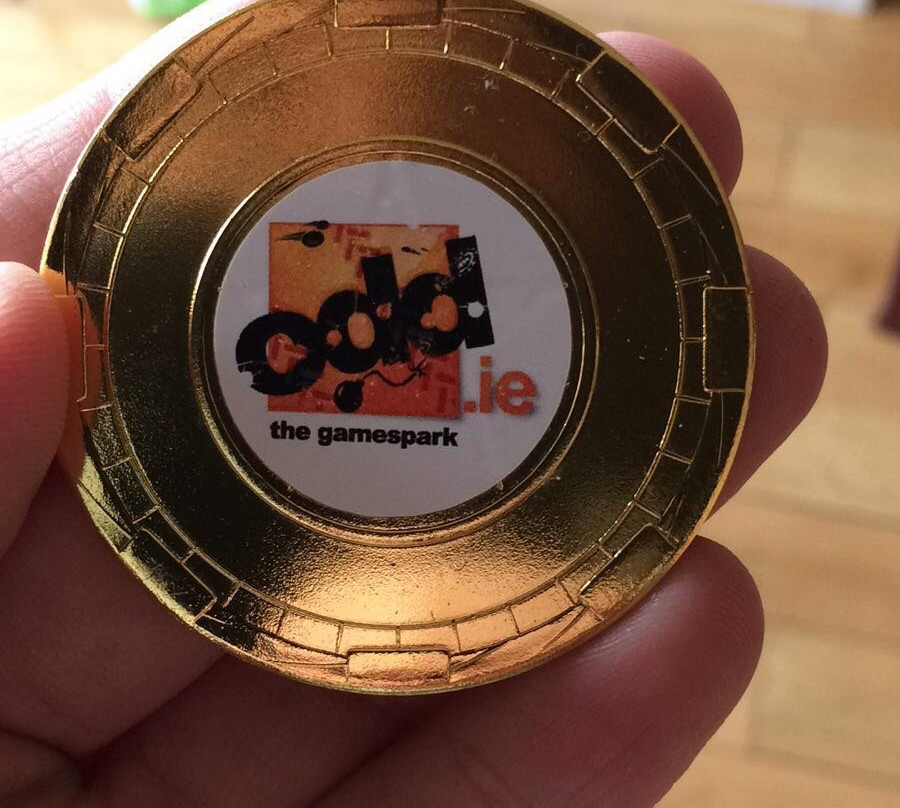 odd
.ie
the gamespark